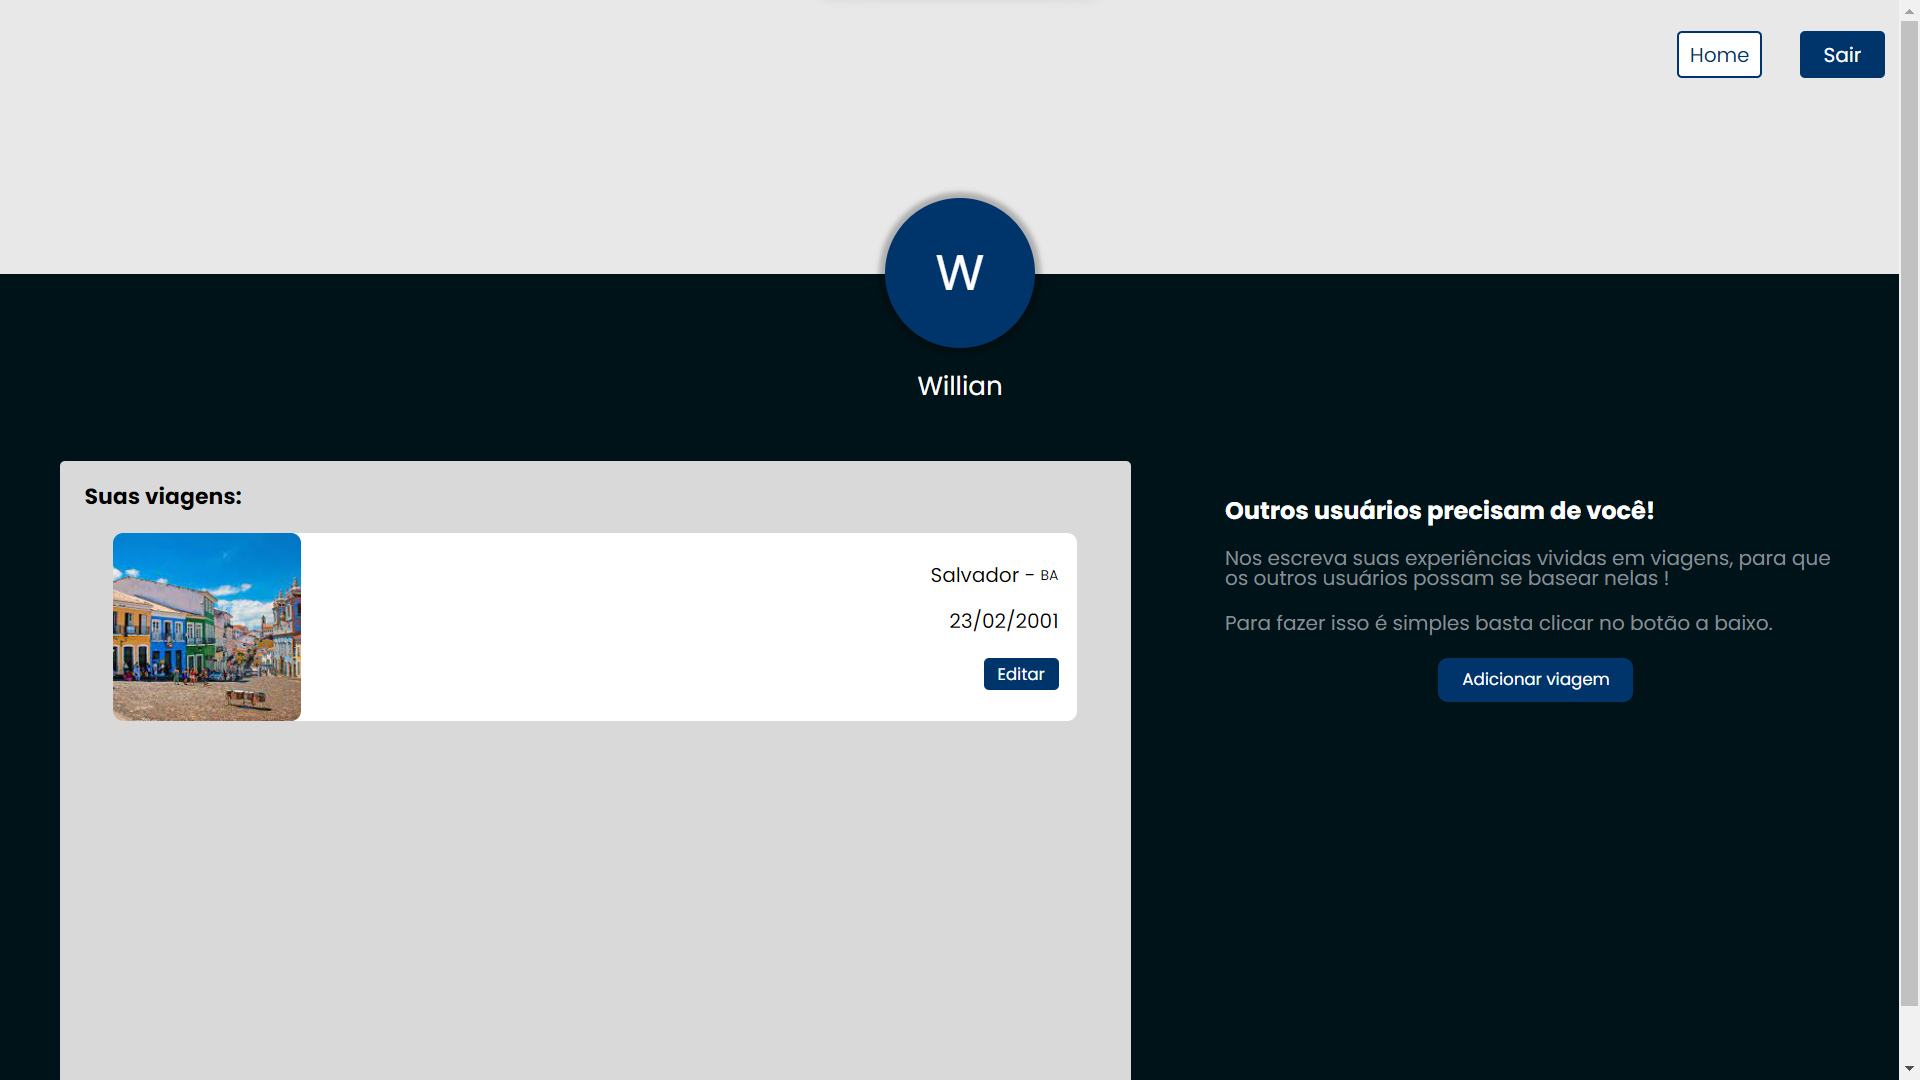 Home
Sair
W
Willian
Suas viagens:
Salvador - BA
23/02/2001
Editar
Outros usuários precisam de você!
Nos escreva suas experiências vividas em viagens, para que
os outros usuários possam se basear nelas !
Para fazer isso é simples basta clicar no botão a baixo.
Adicionar viagem